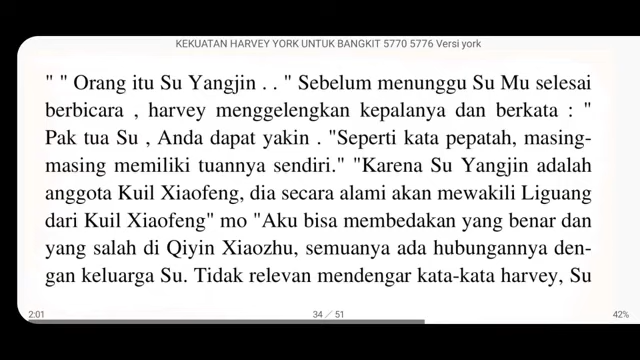 KEKUATAN HARVEY YORK UNTUK BANGKIT 5770 5776 Versi york
" " Orang itu Su Yangjin . . " Sebelum menunggu Su Mu selesai
berbicara , harvey menggelengkan kepalanya dan berkata : "
Pak tua Su , Anda dapat yakin . "Seperti kata pepatah, masing-
masing memiliki tuannya sendiri." "Karena Su Yangjin adalah
anggota Kuil Xiaofeng, dia secara alami akan mewakili Liguang
dari Kuil Xiaofeng" mo "Aku bisa membedakan yang benar dan
yang salah di Qiyin Xiaozhu, semuanya ada hubungannya den-
gan keluarga Su. Tidak relevan mendengar kata-kata harvey, Su
2:01
34 / 51
42%